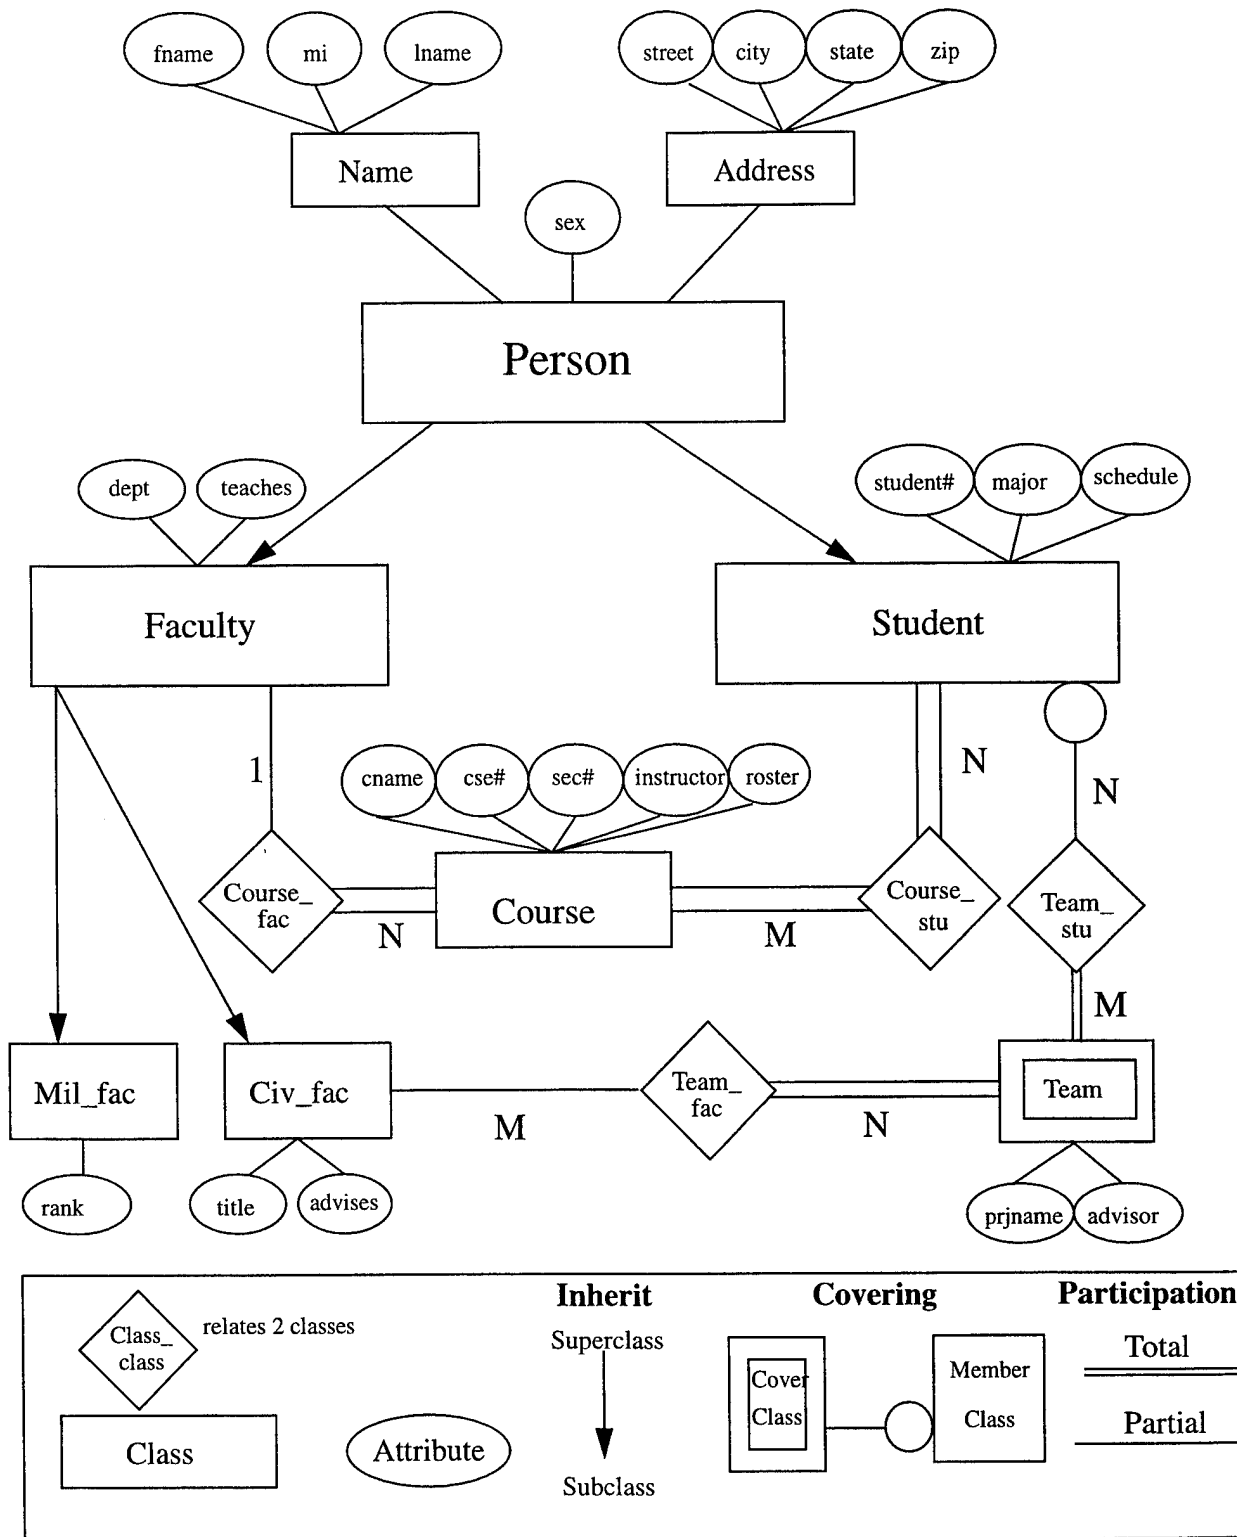 fname mi lname street city state zip
Name Address
sex
Person
dept teaches student# major schedule
Faculty Student
1 cname cse# sec# instructor roster N N
Course_
fac
Course
Course_
stu
Team_
stu
N M
M
Mil_fac Civ_fac
Team_
fac
Team
M N
rank title advises prjname advisor
Inherit Covering Participation
Class_
class
relates 2 classes
Superclass
Cover
Class
Member
Class
Total
Partial
Class Attribute
Subclass